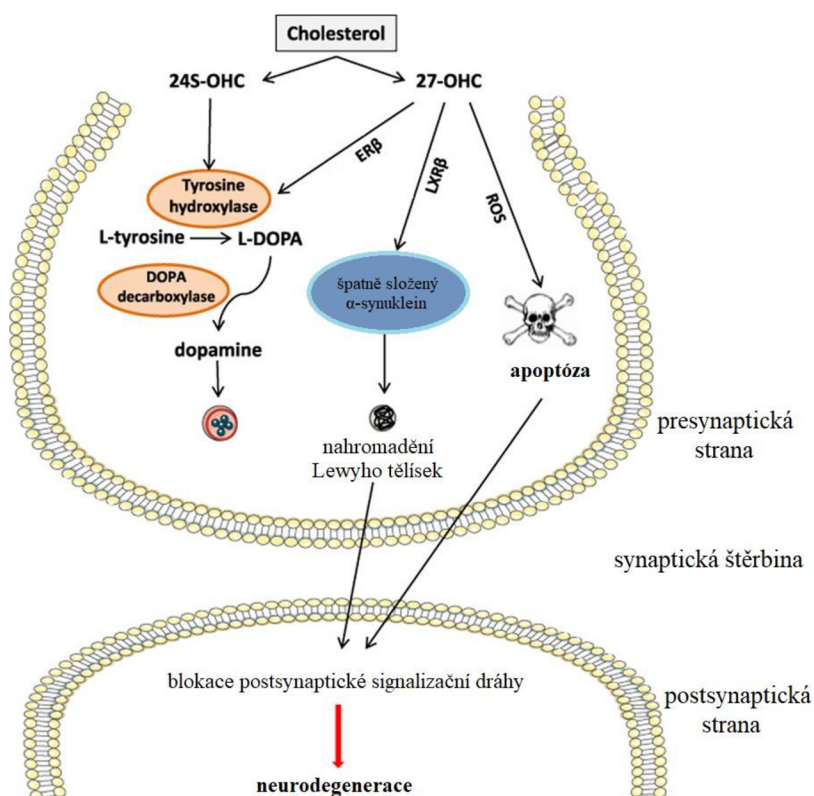 Cholesterol
24S-OHC
27-OHC
ERβ
LXRβ
ROS
Tyrosine
hydroxylase
L-tyrosine
L-DOPA
DOPA
decarboxylase
špatně složený
α-synuklein
dopamine
apoptóza
nahromadění
Lewyho tělísek
presynaptická
strana
synaptická štěrbina
blokace postsynaptické signalizační dráhy
postsynaptická
strana
neurodegenerace